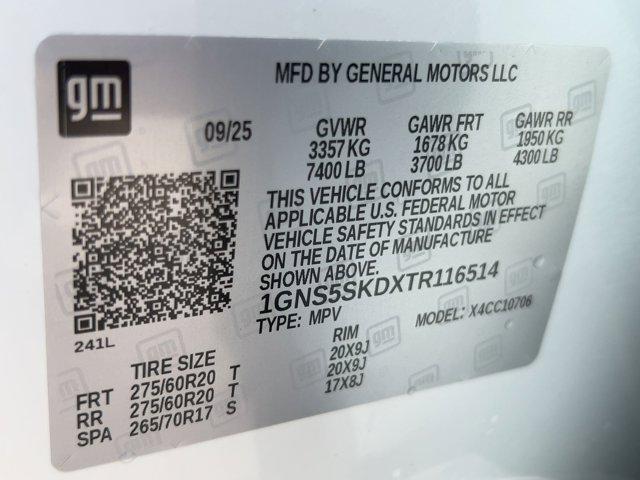 gm
MFD BY GENERAL MOTORS LLC
09/25 GVWR GAWR FRT GAWR RR
3357 KG 1678 KG 1950 KG
7400 LB 3700 LB 4300 LB
THIS VEHICLE CONFORMS TO ALL
APPLICABLE U.S. FEDERAL MOTOR
VEHICLE SAFETY STANDARDS IN EFFECT
ON THE DATE OF MANUFACTURE
SHOWN ABOVE.
1GNS5SKDXTR116514
TYPE: MPV MODEL: X4CC10706
241L
TIRE SIZE RIM
FRT 275/60R20 T 20X9J
RR 275/60R20 T 20X9J
SPA 265/70R17 S 17X8J